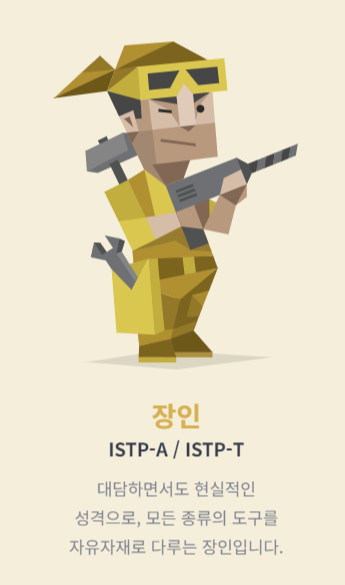 장인
ISTP-A / ISTP-T
대담하면서도 현실적인
성격으로, 모든 종류의 도구를
자유자재로 다루는 장인입니다.